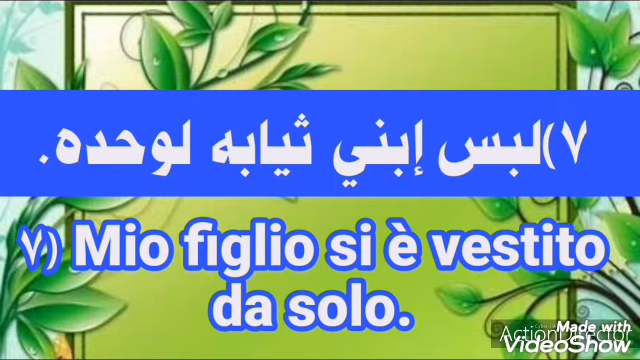 ٧)لبس إبني ثيابه لوحده.
٧) Mio figlio si è vestito
da solo.
ActionDirector
Made with
VideoShow